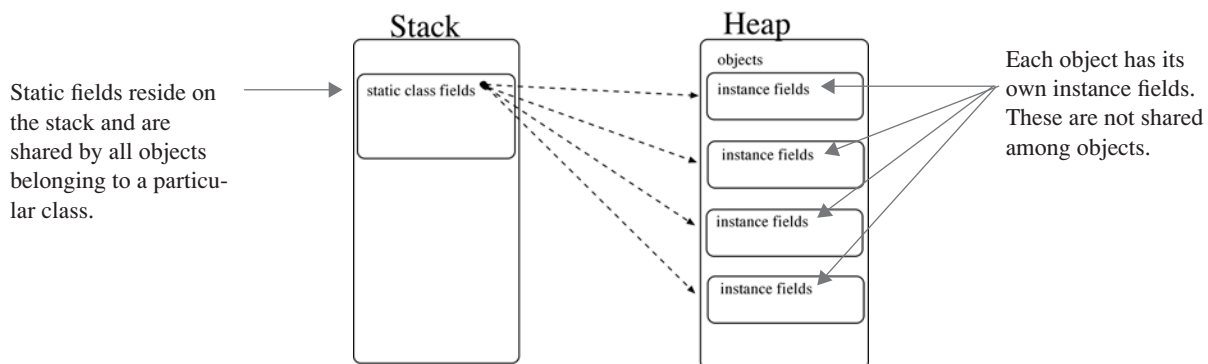 Stack
Heap
Static fields reside on
the stack and are
shared by all objects
belonging to a particu-
lar class.
static class fields
objects
instance fields
instance fields
instance fields
instance fields
Each object has its
own instance fields.
These are not shared
among objects.